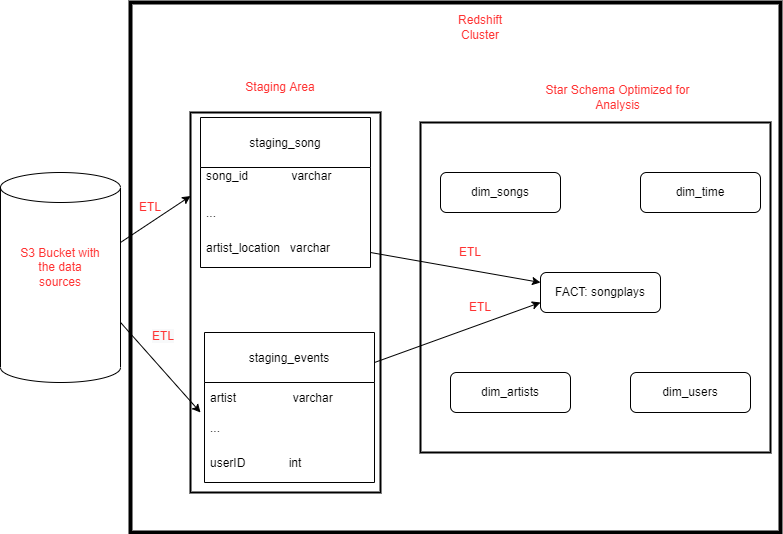 Redshift
Cluster
Staging Area
Star Schema Optimized for
Analysis
staging_song
song_id varchar
...
artist_location varchar
dim_songs
dim_time
ETL
S3 Bucket with
the data
sources
ETL
FACT: songplays
ETL
ETL
staging_events
artist varchar
...
userID int
dim_artists
dim_users